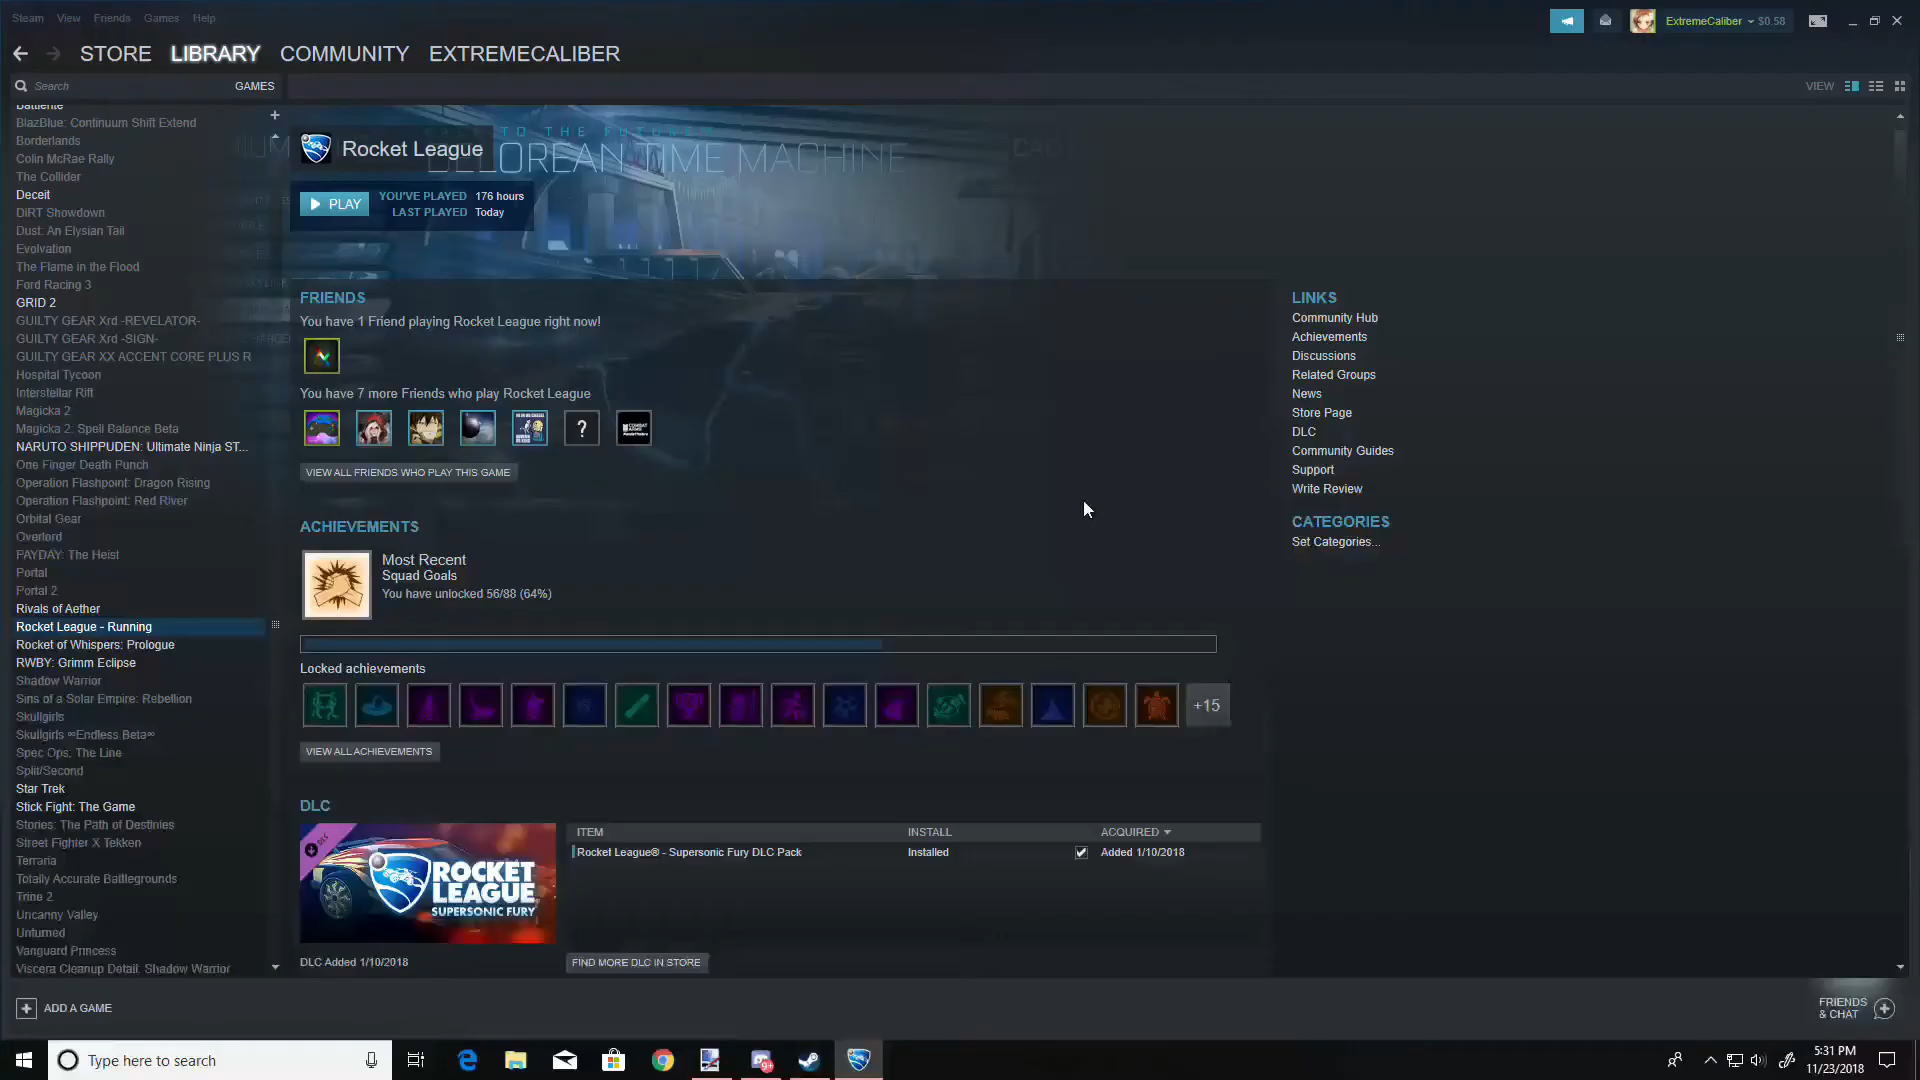 Steam View Friends Games Help
ExtremeCaliber $0.58
STORE LIBRARY COMMUNITY EXTREMECALIBER
Search GAMES
VIEW
Batllente
BlazBlue: Continuum Shift Extend
Borderlands
Colin McRae Rally
The Collider
Deceit
DiRT Showdown
Dust: An Elysian Tail
Evolvation
The Flame in the Flood
Ford Racing 3
GRID 2
GUILTY GEAR Xrd -REVELATOR-
GUILTY GEAR Xrd -SIGN-
GUILTY GEAR XX ACCENT CORE PLUS R
Hospital Tycoon
Interstellar Rift
Magicka 2
Magicka 2: Spell Balance Beta
NARUTO SHIPPUDEN: Ultimate Ninja ST...
One Finger Death Punch
Operation Flashpoint: Dragon Rising
Operation Flashpoint: Red River
Orbital Gear
Overlord
PAYDAY: The Heist
Portal
Portal 2
Rivals of Aether
Rocket League - Running
Rocket of Whispers: Prologue
RWBY: Grimm Eclipse
Shadow Warrior
Sins of a Solar Empire: Rebellion
Skullgirls
Skullgirls ∞Endless Beta∞
Spec Ops: The Line
Split/Second
Star Trek
Stick Fight: The Game
Stories: The Path of Destinies
Street Fighter X Tekken
Terraria
Totally Accurate Battlegrounds
Trine 2
Uncanny Valley
Unturned
Vanguard Princess
Viscera Cleanup Detail: Shadow Warrior
TO THE FUTURE
DELOREAN TIME MACHINE
Rocket League
PLAY
YOU'VE PLAYED 176 hours
LAST PLAYED Today
FRIENDS
You have 1 Friend playing Rocket League right now!
You have 7 more Friends who play Rocket League
?
VIEW ALL FRIENDS WHO PLAY THIS GAME
ACHIEVEMENTS
Most Recent
Squad Goals
You have unlocked 56/88 (64%)
Locked achievements
+15
VIEW ALL ACHIEVEMENTS
DLC
DLC
ROCKET
LEAGUE
SUPERSONIC FURY
DLC Added 1/10/2018
ITEM INSTALL ACQUIRED
Rocket League® - Supersonic Fury DLC Pack Installed Added 1/10/2018
FIND MORE DLC IN STORE
LINKS
Community Hub
Achievements
Discussions
Related Groups
News
Store Page
DLC
Community Guides
Support
Write Review
CATEGORIES
Set Categories...
ADD A GAME
FRIENDS
& CHAT
Type here to search
9+
5:31 PM
11/23/2018